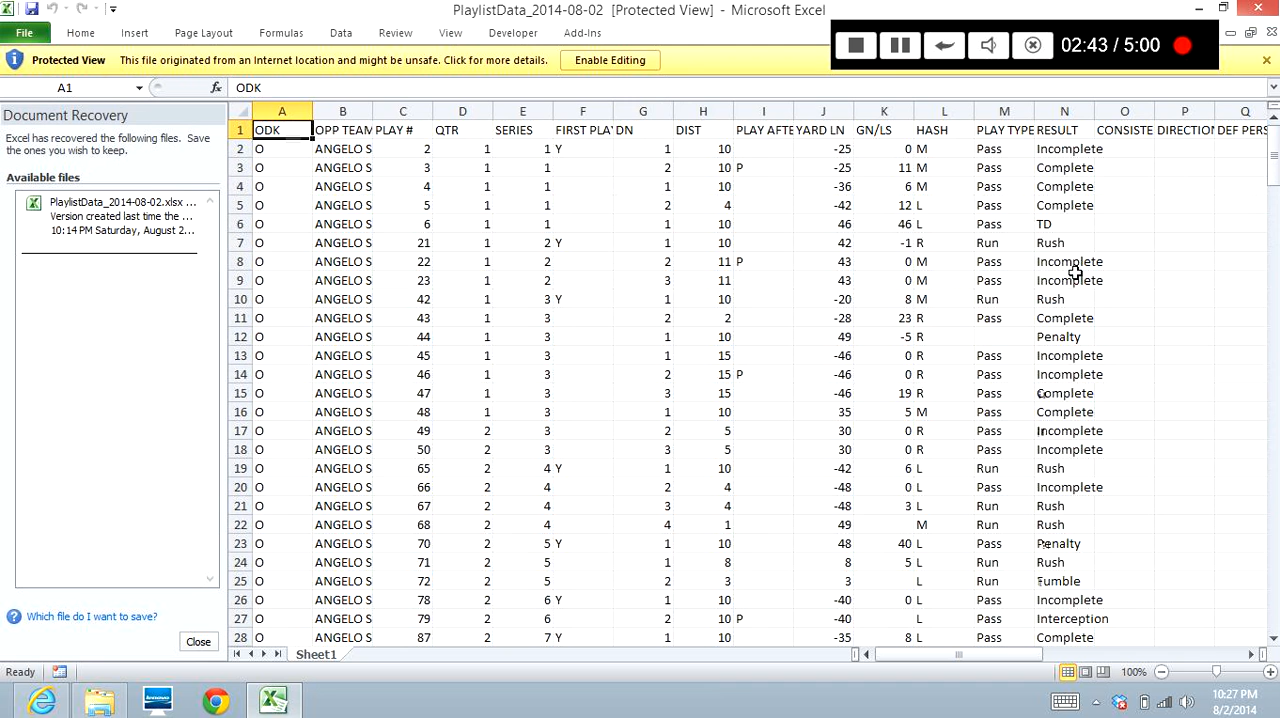 PlaylistData_2014-08-02 [Protected View] - Microsoft Excel
File Home Insert Page Layout Formulas Data Review View Developer Add-Ins
02:43 / 5:00
Protected View This file originated from an Internet location and might be unsafe. Click for more details. Enable Editing
A1 fx ODK
Document Recovery
Excel has recovered the following files. Save
the ones you wish to keep.
Available files
PlaylistData_2014-08-02.xlsx ...
Version created last time the ...
10:14 PM Saturday, August 2...
Which file do I want to save?
Close
A B C D E F G H I J K L M N O P Q
1 ODK OPP TEAM PLAY # QTR SERIES FIRST PLAY DN DIST PLAY AFTE YARD LN GN/LS HASH PLAY TYPE RESULT CONSISTE DIRECTION DEF PERS
2 O ANGELO S 2 1 1 Y 1 10 -25 0 M Pass Incomplete
3 O ANGELO S 3 1 1 2 10 P -25 11 M Pass Complete
4 O ANGELO S 4 1 1 1 10 -36 6 M Pass Complete
5 O ANGELO S 5 1 1 2 4 -42 12 L Pass Complete
6 O ANGELO S 6 1 1 1 10 46 46 L Pass TD
7 O ANGELO S 21 1 2 Y 1 10 42 -1 R Run Rush
8 O ANGELO S 22 1 2 2 11 P 43 0 M Pass Incomplete
9 O ANGELO S 23 1 2 3 11 43 0 M Pass Incomplete
10 O ANGELO S 42 1 3 Y 1 10 -20 8 M Run Rush
11 O ANGELO S 43 1 3 2 2 -28 23 R Pass Complete
12 O ANGELO S 44 1 3 1 10 49 -5 R Penalty
13 O ANGELO S 45 1 3 1 15 -46 0 R Pass Incomplete
14 O ANGELO S 46 1 3 2 15 P -46 0 R Pass Incomplete
15 O ANGELO S 47 1 3 3 15 -46 19 R Pass Complete
16 O ANGELO S 48 1 3 1 10 35 5 M Pass Complete
17 O ANGELO S 49 2 3 2 5 30 0 R Pass Incomplete
18 O ANGELO S 50 2 3 3 5 30 0 R Pass Incomplete
19 O ANGELO S 65 2 4 Y 1 10 -42 6 L Run Rush
20 O ANGELO S 66 2 4 2 4 -48 0 L Pass Incomplete
21 O ANGELO S 67 2 4 3 4 -48 3 L Run Rush
22 O ANGELO S 68 2 4 4 1 49 M Run Rush
23 O ANGELO S 70 2 5 Y 1 10 48 40 L Pass Penalty
24 O ANGELO S 71 2 5 1 8 8 5 L Run Rush
25 O ANGELO S 72 2 5 2 3 3 L Run Fumble
26 O ANGELO S 78 2 6 Y 1 10 -40 0 L Pass Incomplete
27 O ANGELO S 79 2 6 2 10 P -40 L Pass Interception
28 O ANGELO S 87 2 7 Y 1 10 -35 8 L Pass Complete
Sheet1
Ready 100%
lenovo
10:27 PM
8/2/2014